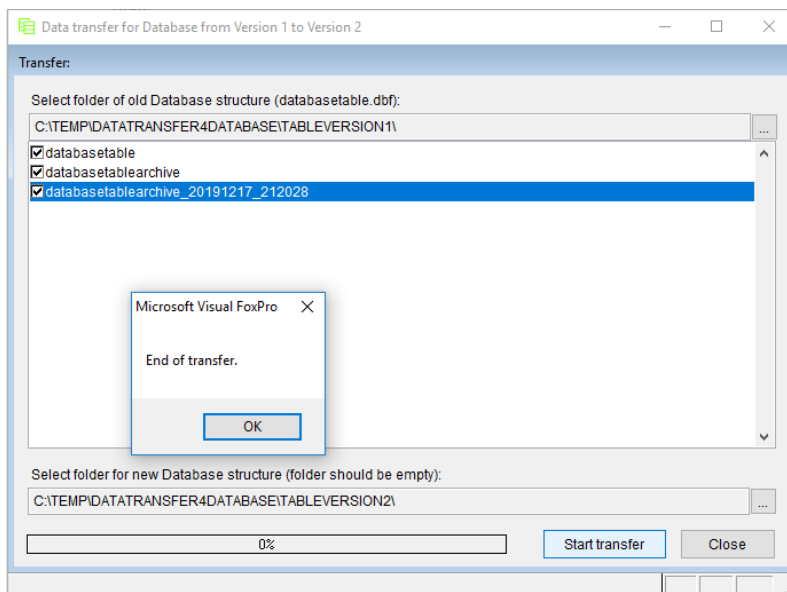 Data transfer for Database from Version 1 to Version 2
Transfer:
Select folder of old Database structure (databasetable.dbf):
C:\TEMP\DATATRANSFER4DATABASE\TABLEVERSION1\
...
databasetable
databasetablearchive
databasetablearchive_20191217_212028
Microsoft Visual FoxPro
End of transfer.
OK
Select folder for new Database structure (folder should be empty):
C:\TEMP\DATATRANSFER4DATABASE\TABLEVERSION2\
...
0%
Start transfer
Close